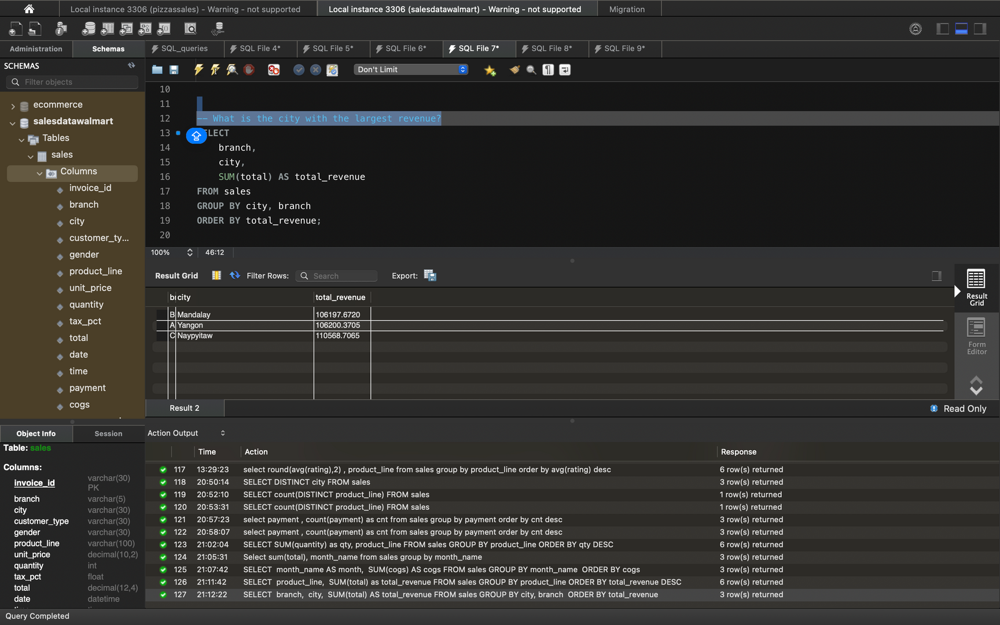 Local instance 3306 (pizzassales) - Warning - not supported
Local instance 3306 (salesdatawalmart) - Warning - not supported
Migration
Administration
Schemas
SQL_queries
SQL File 4*
SQL File 5*
SQL File 6*
SQL File 7*
SQL File 8*
SQL File 9*
SCHEMAS
Filter objects
Don't Limit
ecommerce
salesdatawalmart
Tables
sales
Columns
invoice_id
branch
city
customer_ty...
gender
product_line
unit_price
quantity
tax_pct
total
date
time
payment
cogs
10
11
12 -- What is the city with the largest revenue?
13 LECT
14 branch,
15 city,
16 SUM(total) AS total_revenue
17 FROM sales
18 GROUP BY city, branch
19 ORDER BY total_revenue;
20
100% 46:12
Result Grid Filter Rows: Search Export:
city total_revenue
B Mandalay 106197.6720
A Yangon 106200.3705
C Naypyitaw 110568.7065
Result
Grid
Form
Editor
Result 2
Read Only
Object Info
Session
Table: sales
Columns:
invoice_id varchar(30)
PK
branch varchar(5)
city varchar(30)
customer_type varchar(30)
gender varchar(30)
product_line varchar(100)
unit_price decimal(10,2)
quantity int
tax_pct float
total decimal(12,4)
date datetime
Action Output
Time Action Response
117 13:29:23 select round(avg(rating),2) , product_line from sales group by product_line order by avg(rating) desc 6 row(s) returned
118 20:50:14 SELECT DISTINCT city FROM sales 3 row(s) returned
119 20:52:10 SELECT count(DISTINCT product_line) FROM sales 1 row(s) returned
120 20:53:31 SELECT count(DISTINCT product_line) FROM sales 1 row(s) returned
121 20:57:23 select payment , count(payment) as cnt from sales group by payment order by cnt desc 3 row(s) returned
122 20:58:07 select payment , count(payment) as cnt from sales group by payment order by cnt desc 3 row(s) returned
123 21:02:04 SELECT SUM(quantity) as qty, product_line FROM sales GROUP BY product_line ORDER BY qty DESC 6 row(s) returned
124 21:05:31 Select sum(total), month_name from sales group by month_name 3 row(s) returned
125 21:07:42 SELECT month_name AS month, SUM(cogs) AS cogs FROM sales GROUP BY month_name ORDER BY cogs 3 row(s) returned
126 21:11:42 SELECT product_line, SUM(total) as total_revenue FROM sales GROUP BY product_line ORDER BY total_revenue DESC 6 row(s) returned
127 21:12:22 SELECT branch, city, SUM(total) AS total_revenue FROM sales GROUP BY city, branch ORDER BY total_revenue 3 row(s) returned
Query Completed